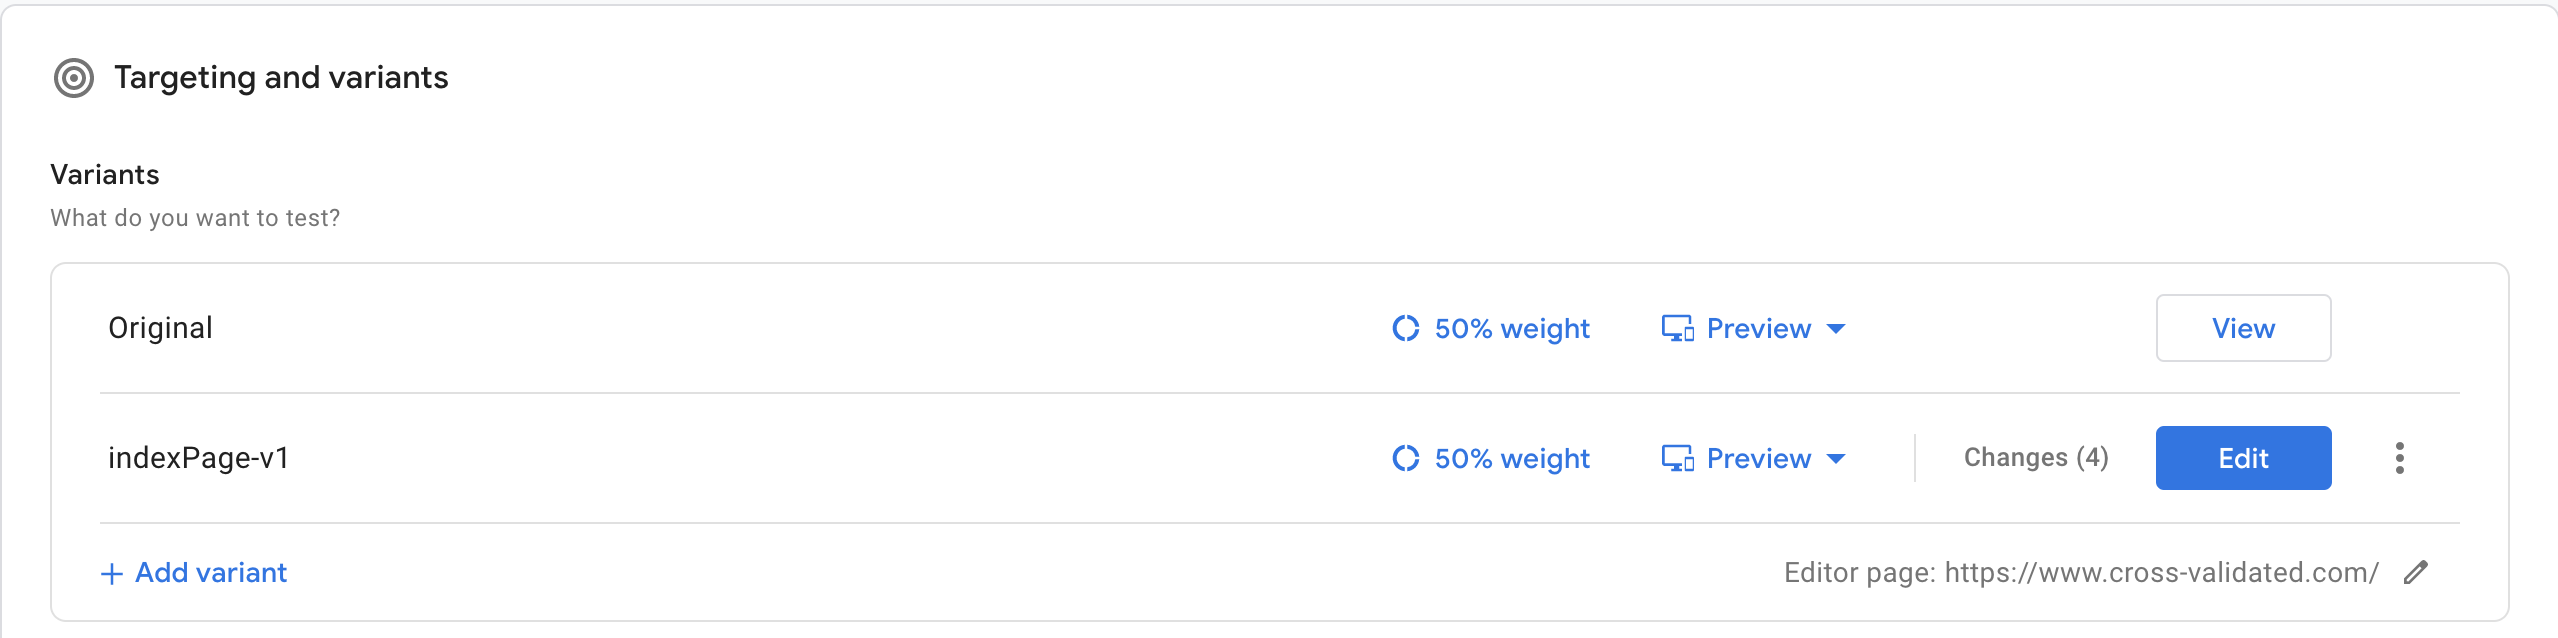 Targeting and variants
Variants
What do you want to test?
Original 50% weight Preview View
indexPage-v1 50% weight Preview Changes (4) Edit
+ Add variant Editor page: https://www.cross-validated.com/